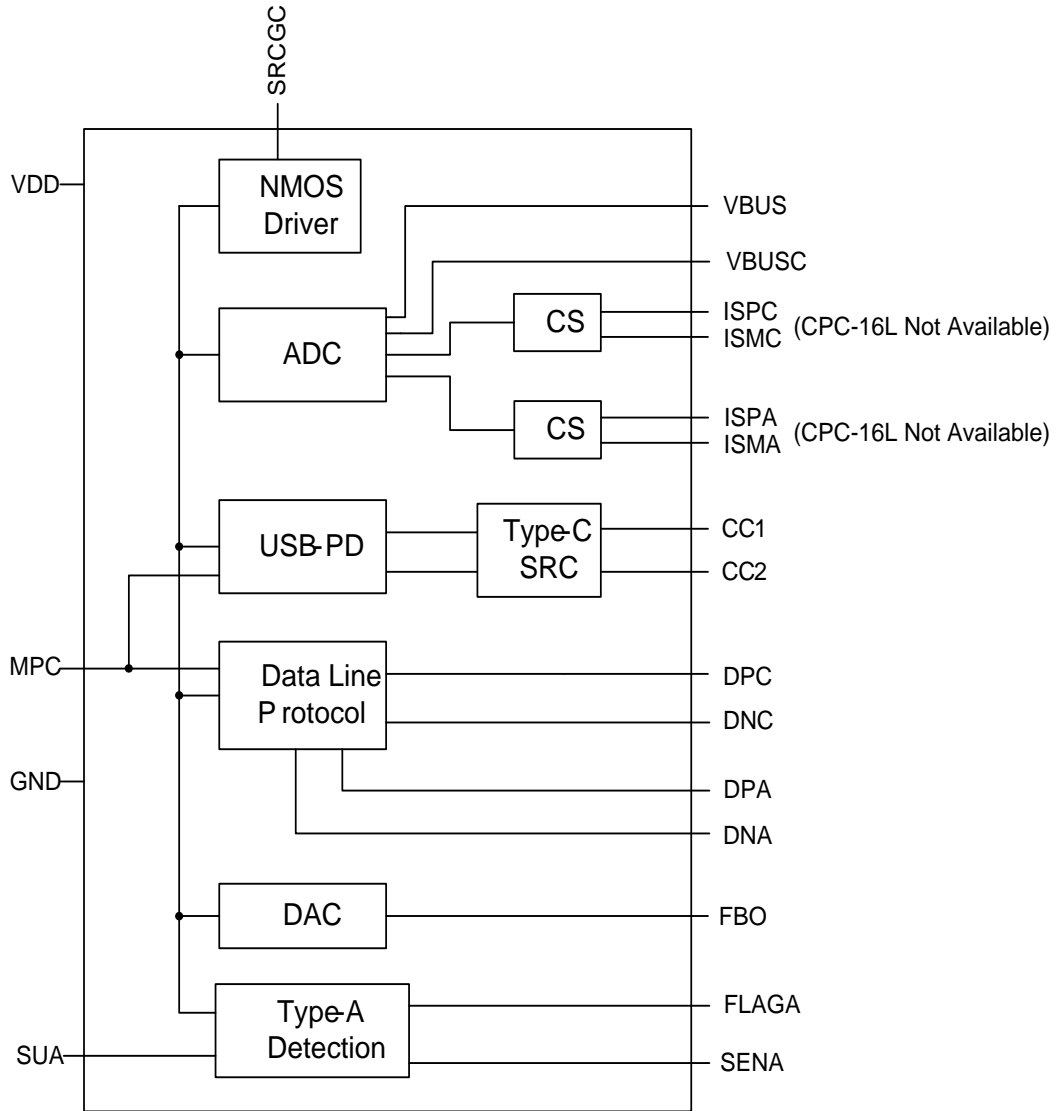 SRCGC
VDD
NMOS
Driver
VBUS
VBUSC
ADC
CS
ISPC
ISMC
(CPC-16L Not Available)
CS
ISPA
ISMA
(CPC-16L Not Available)
USB-PD
Type-C
SRC
CC1
CC2
MPC
Data Line
Protocol
DPC
DNC
GND
DPA
DNA
DAC
FBO
Type-A
Detection
FLAGA
SUA
SENA